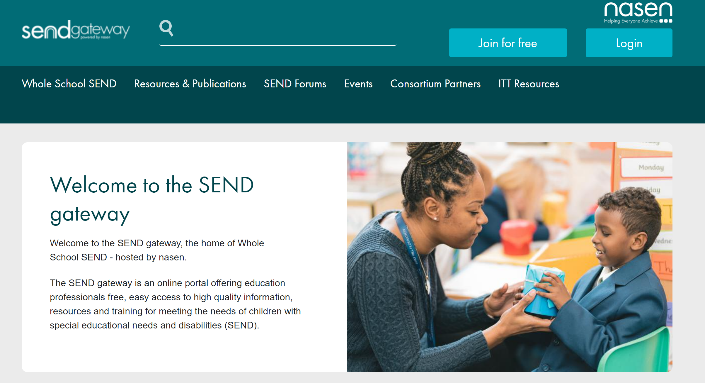 nasen
Helping Everyone Achieve
sendgateway
powered by nasen
Join for free
Login
Whole School SEND
Resources & Publications
SEND Forums
Events
Consortium Partners
ITT Resources
Welcome to the SEND
gateway
Welcome to the SEND gateway, the home of Whole
School SEND - hosted by nasen.
The SEND gateway is an online portal offering education
professionals free, easy access to high quality information,
resources and training for meeting the needs of children with
special educational needs and disabilities (SEND).
Monday